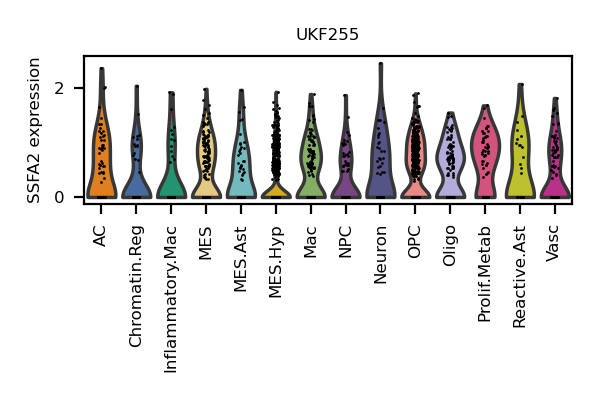 UKF255
SSFA2 expression
2
0
AC
Chromatin.Reg
Inflammatory.Mac
MES
MES.Ast
MES.Hyp
Mac
NPC
Neuron
OPC
Oligo
Prolif.Metab
Reactive.Ast
Vasc